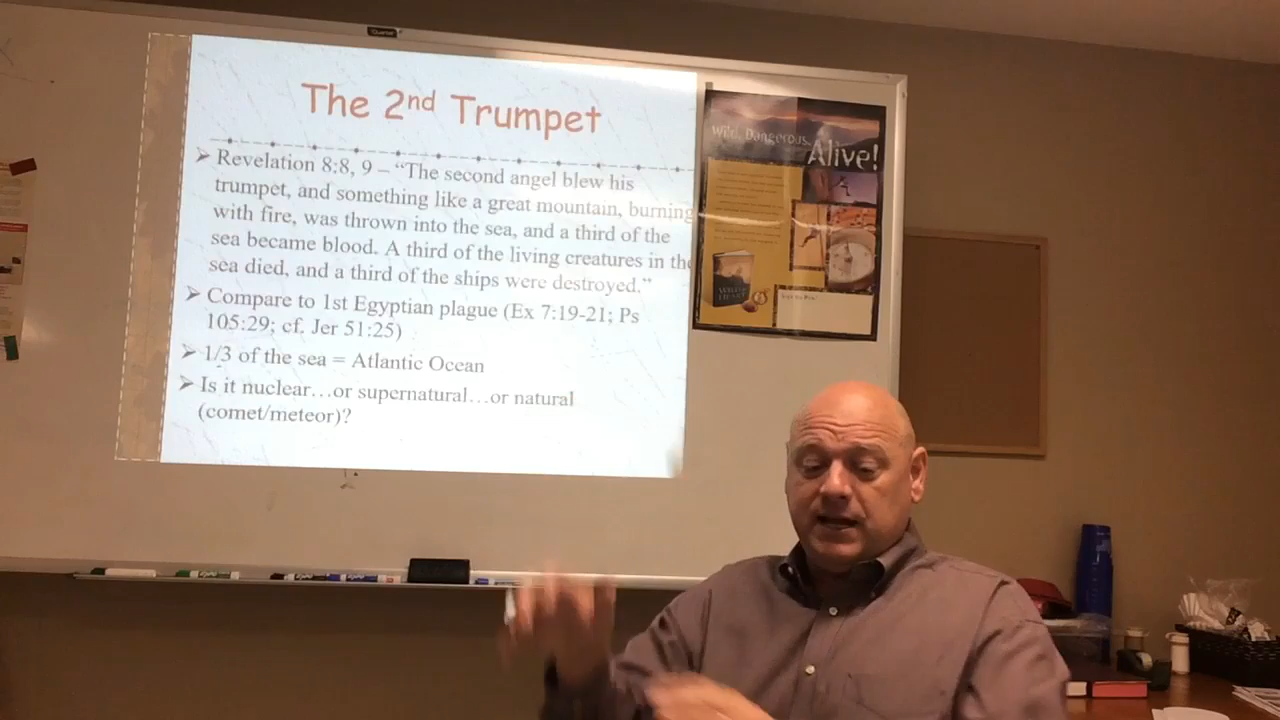 Quartet
The 2nd Trumpet
Revelation 8:8, 9 – “The second angel blew his
trumpet, and something like a great mountain, burning
with fire, was thrown into the sea, and a third of the
sea became blood. A third of the living creatures in the
sea died, and a third of the ships were destroyed.”
Compare to 1st Egyptian plague (Ex 7:19-21; Ps
105:29; cf. Jer 51:25)
1/3 of the sea = Atlantic Ocean
Is it nuclear…or supernatural…or natural
(comet/meteor)?
Wild. Dangerous.
Alive!
WILD
HEART
EXPO